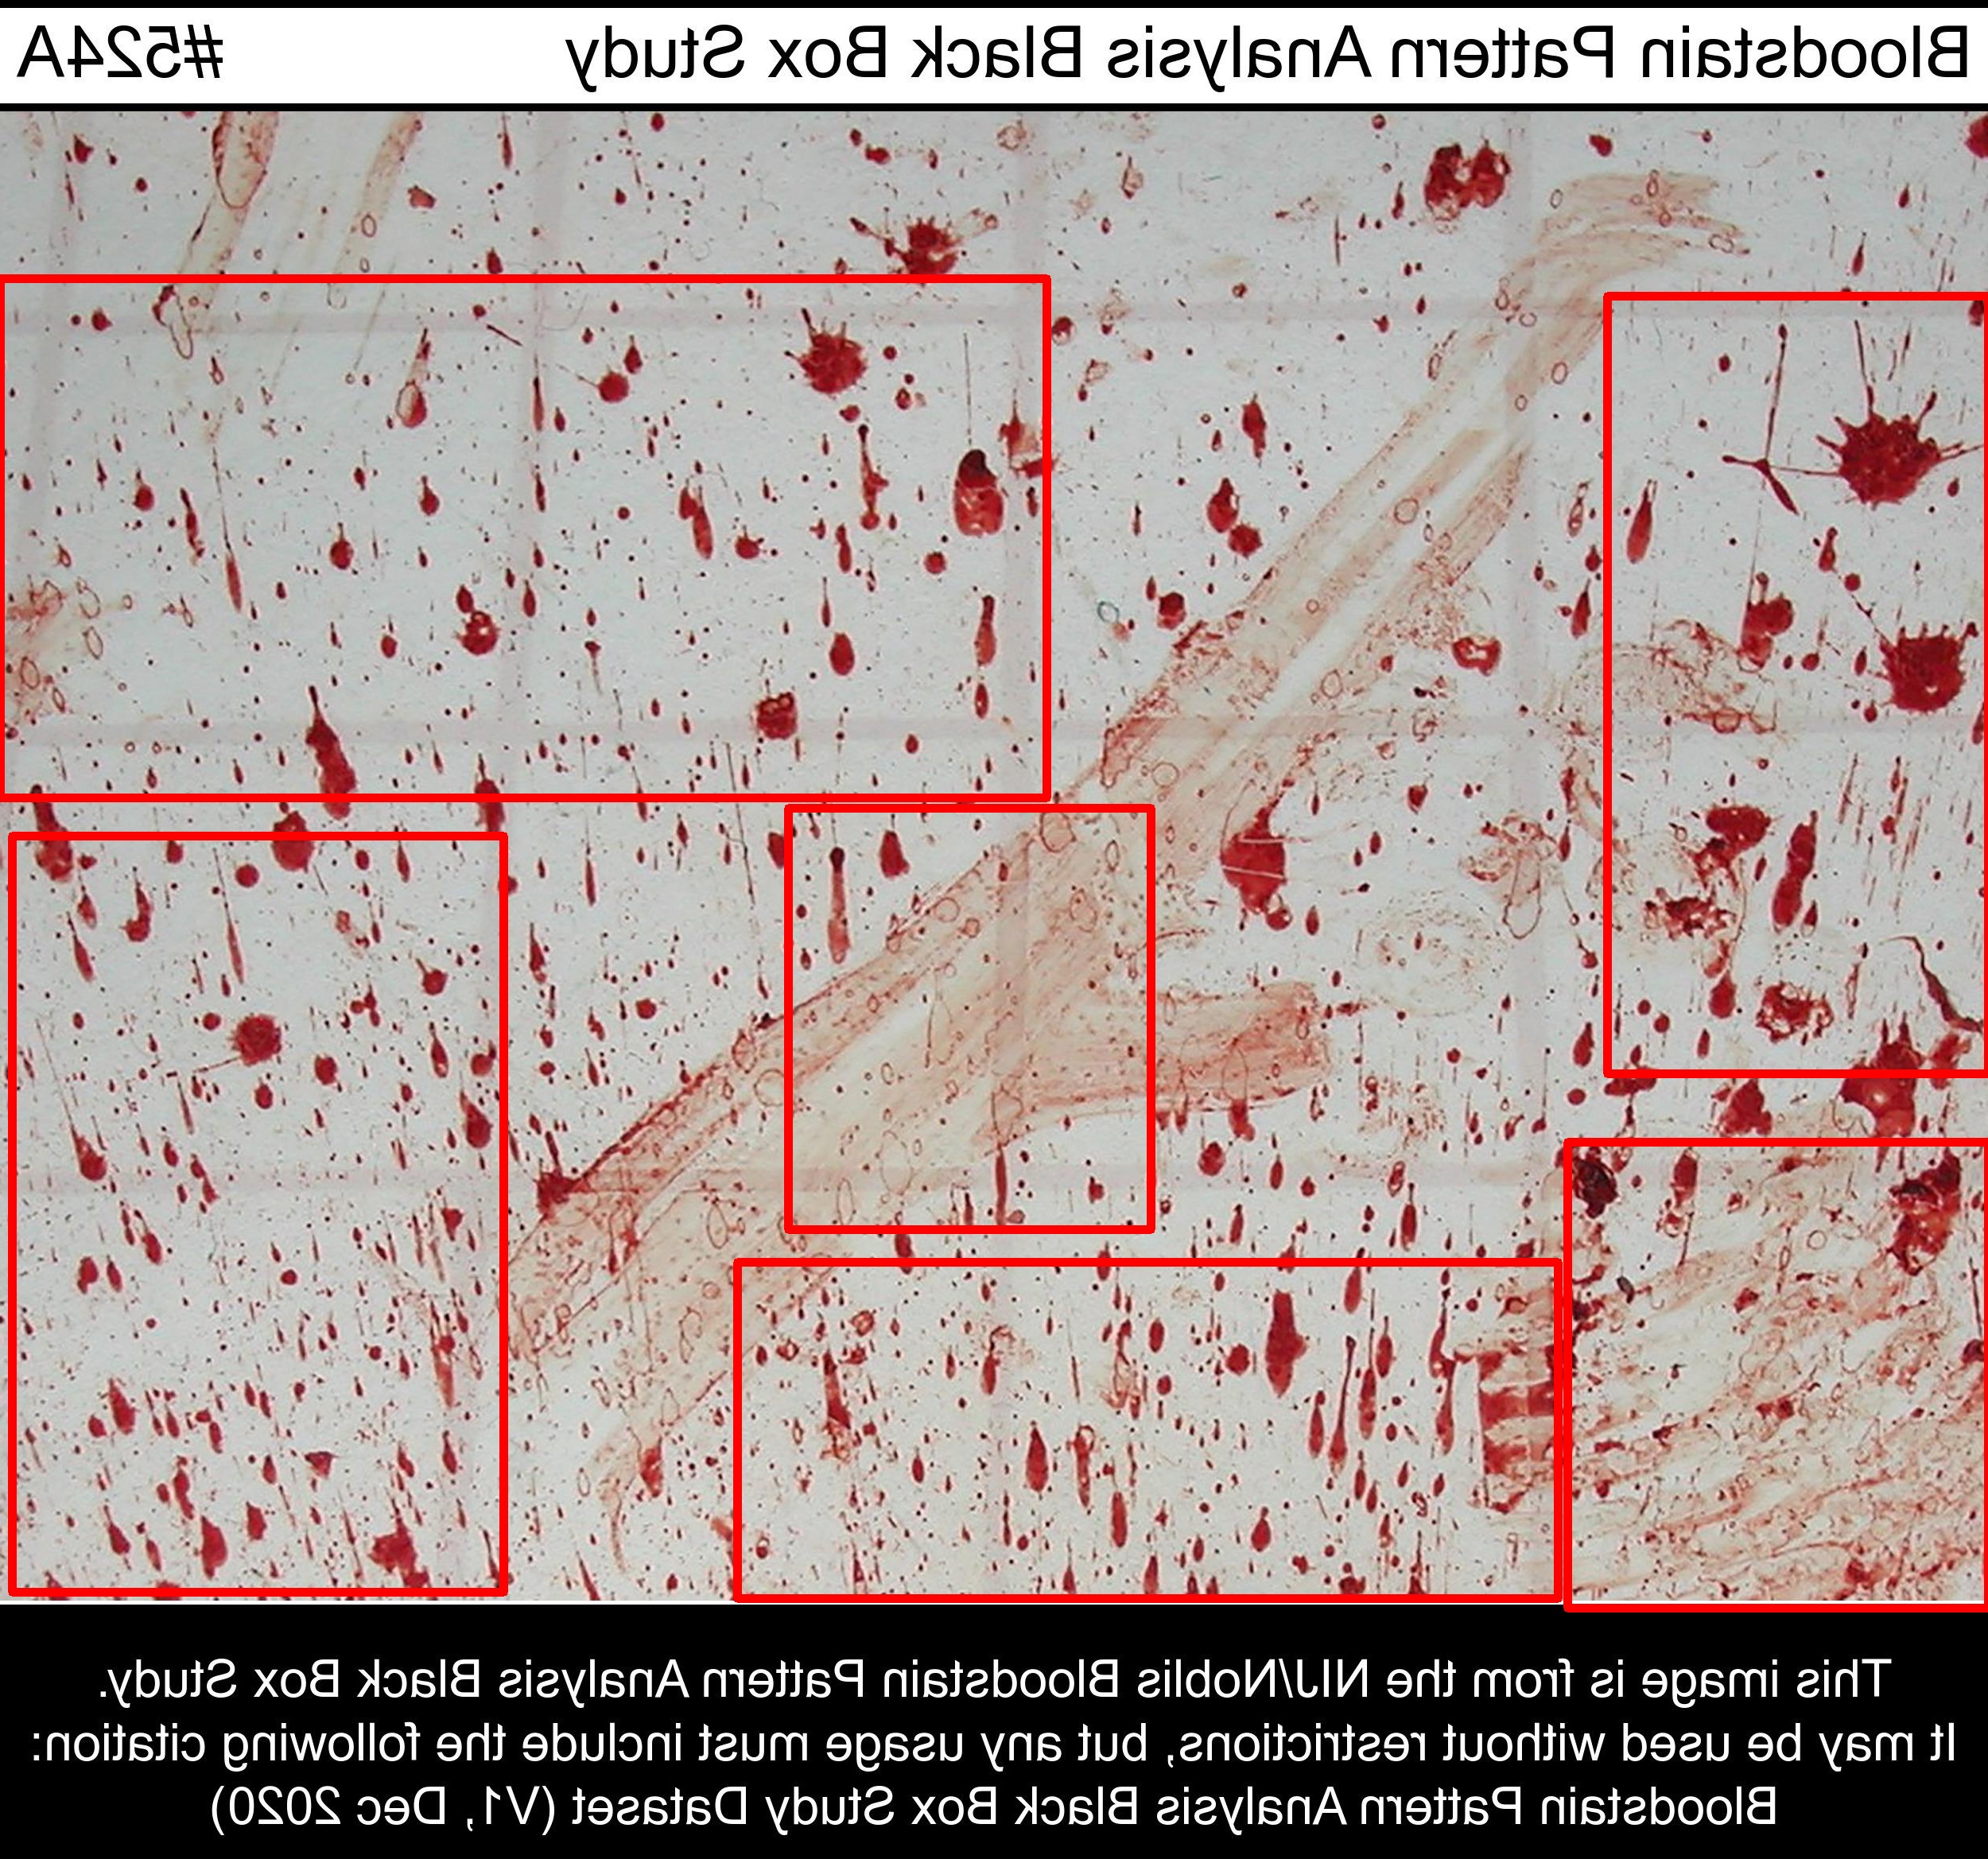 Bloodstain Pattern Analysis Black Box Study #524A
This image is from the NIJ/Noblis Bloodstain Pattern Analysis Black Box Study.
It may be used without restrictions, but any usage must include the following citation:
Bloodstain Pattern Analysis Black Box Study Dataset (V1, Dec 2020)